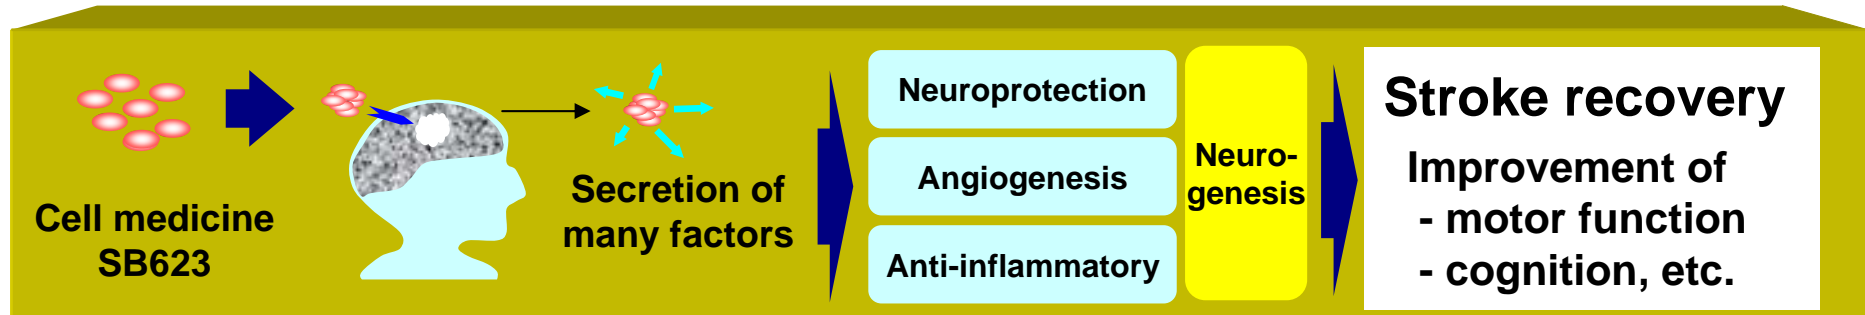 Cell medicine
SB623
Secretion of
many factors
Neuroprotection
Angiogenesis
Anti-inflammatory
Neuro-
genesis
Stroke recovery
Improvement of
- motor function
- cognition, etc.